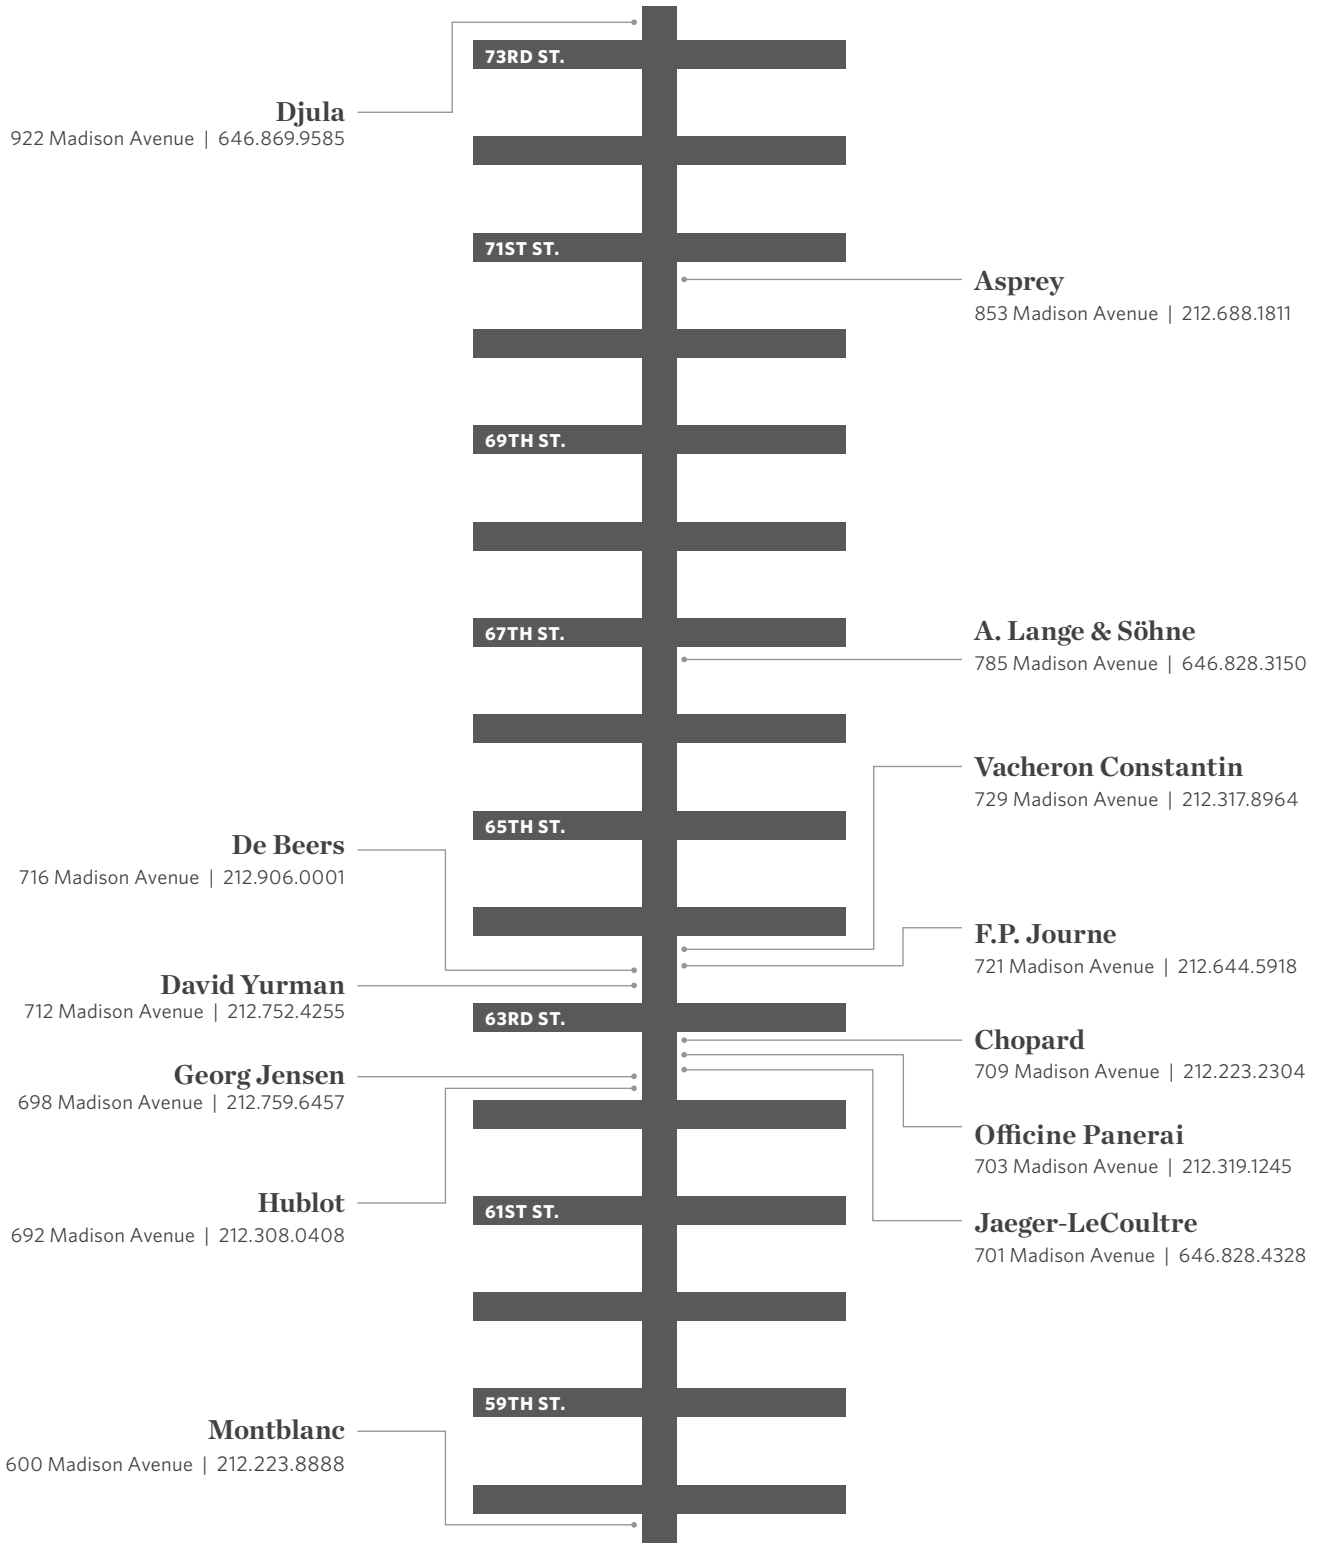 73RD ST.
Djula
922 Madison Avenue | 646.869.9585
71ST ST.
Asprey
853 Madison Avenue | 212.688.1811
69TH ST.
67TH ST.
A. Lange & Söhne
785 Madison Avenue | 646.828.3150
Vacheron Constantin
729 Madison Avenue | 212.317.8964
65TH ST.
De Beers
716 Madison Avenue | 212.906.0001
F.P. Journe
721 Madison Avenue | 212.644.5918
David Yurman
712 Madison Avenue | 212.752.4255
63RD ST.
Chopard
709 Madison Avenue | 212.223.2304
Georg Jensen
698 Madison Avenue | 212.759.6457
Officine Panerai
703 Madison Avenue | 212.319.1245
Hublot
692 Madison Avenue | 212.308.0408
61ST ST.
Jaeger-LeCoultre
701 Madison Avenue | 646.828.4328
59TH ST.
Montblanc
600 Madison Avenue | 212.223.8888